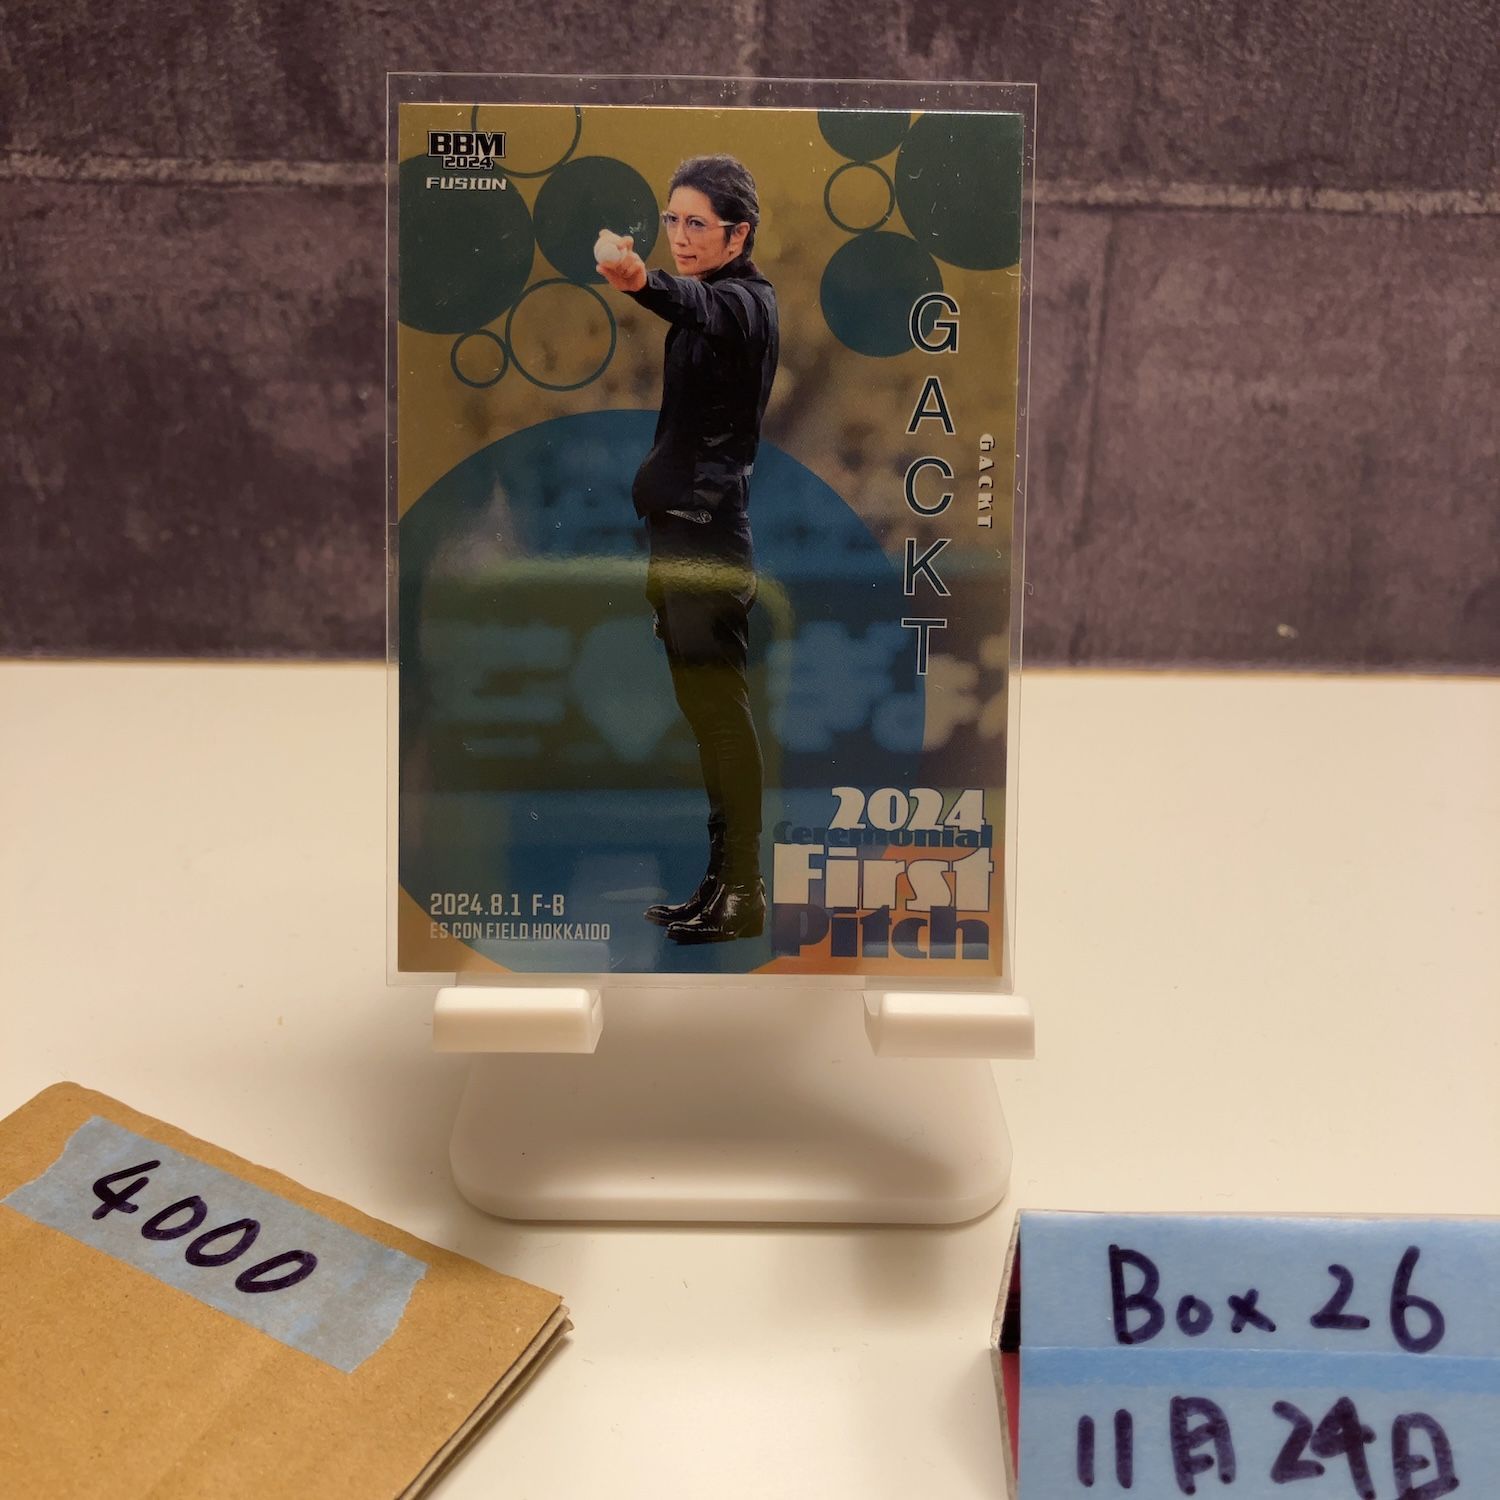 BBM
2024
FUSION
GACKT
GACKT
2024
Ceremonial
First
Pitch
2024.8.1 F-B
ES CON FIELD HOKKAIDO
4000
Box 26
11月24日